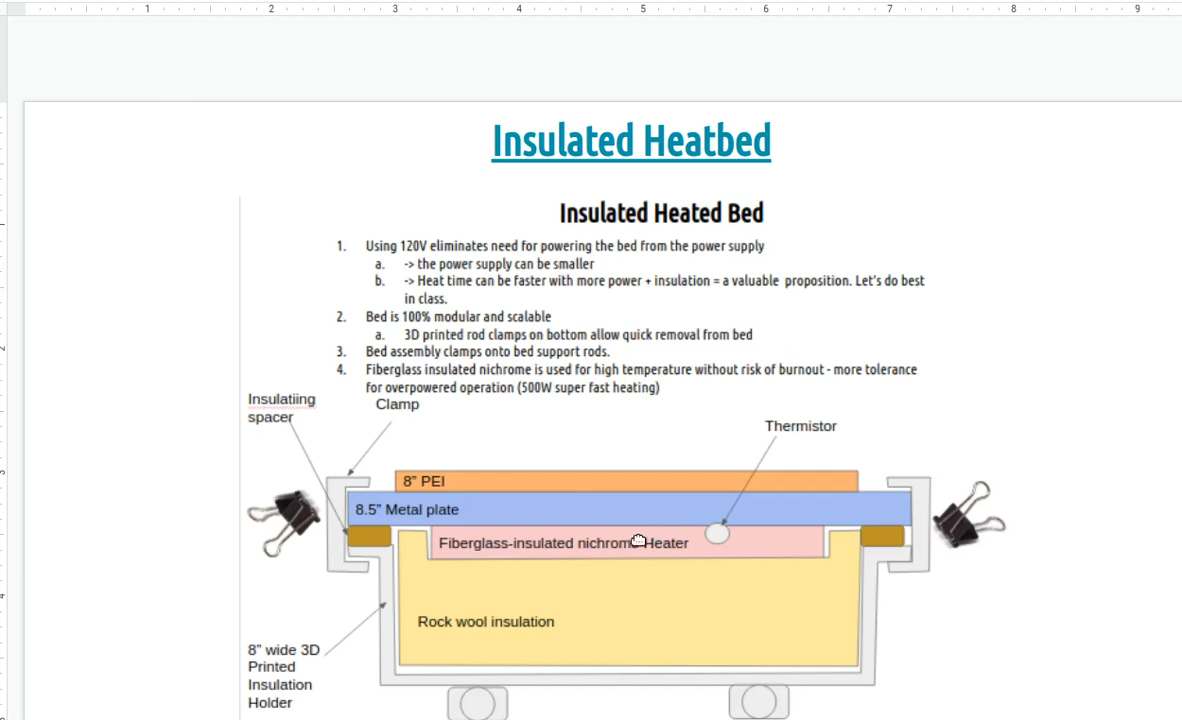 1 2 3 4 5 6 7 8 9
Insulated Heatbed
Insulated Heated Bed
1. Using 120V eliminates need for powering the bed from the power supply
a. -> the power supply can be smaller
b. -> Heat time can be faster with more power + insulation = a valuable proposition. Let's do best
in class.
2. Bed is 100% modular and scalable
a. 3D printed rod clamps on bottom allow quick removal from bed
3. Bed assembly clamps onto bed support rods.
4. Fiberglass insulated nichrome is used for high temperature without risk of burnout - more tolerance
for overpowered operation (500W super fast heating)
Insulatiing
spacer
Clamp
Thermistor
8" PEI
8.5" Metal plate
Fiberglass-insulated nichrome Heater
Rock wool insulation
8" wide 3D
Printed
Insulation
Holder
2
3
4